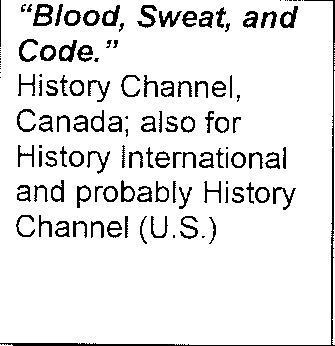 “Blood, Sweat, and
Code.”
History Channel,
Canada; also for
History International
and probably History
Channel (U.S.)